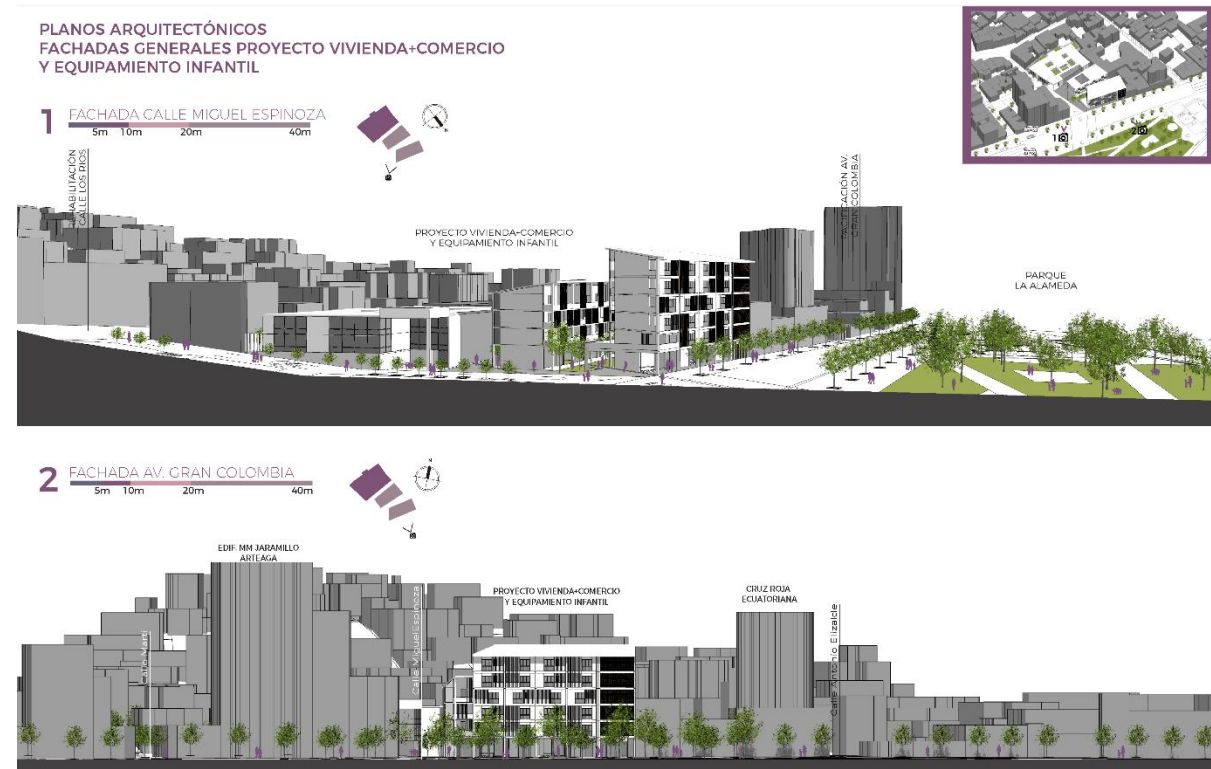 PLANOS ARQUITECTÓNICOS
FACHADAS GENERALES PROYECTO VIVIENDA+COMERCIO
Y EQUIPAMIENTO INFANTIL
1 FACHADA CALLE MIGUEL ESPINOZA
5m 10m 20m 40m
N
1
2
REHABILITACIÓN
CALLE LOS RIOS
PROYECTO VIVIENDA+COMERCIO
Y EQUIPAMIENTO INFANTIL
PACIFICACIÓN AV.
GRAN COLOMBIA
PARQUE
LA ALAMEDA
2 FACHADA AV. GRAN COLOMBIA
5m 10m 20m 40m
N
EDIF. MM JARAMILLO
ARTEAGA
PROYECTO VIVIENDA+COMERCIO
Y EQUIPAMIENTO INFANTIL
CRUZ ROJA
ECUATORIANA
Calle Miguel Espinoza
Calle Antonio Elizalde